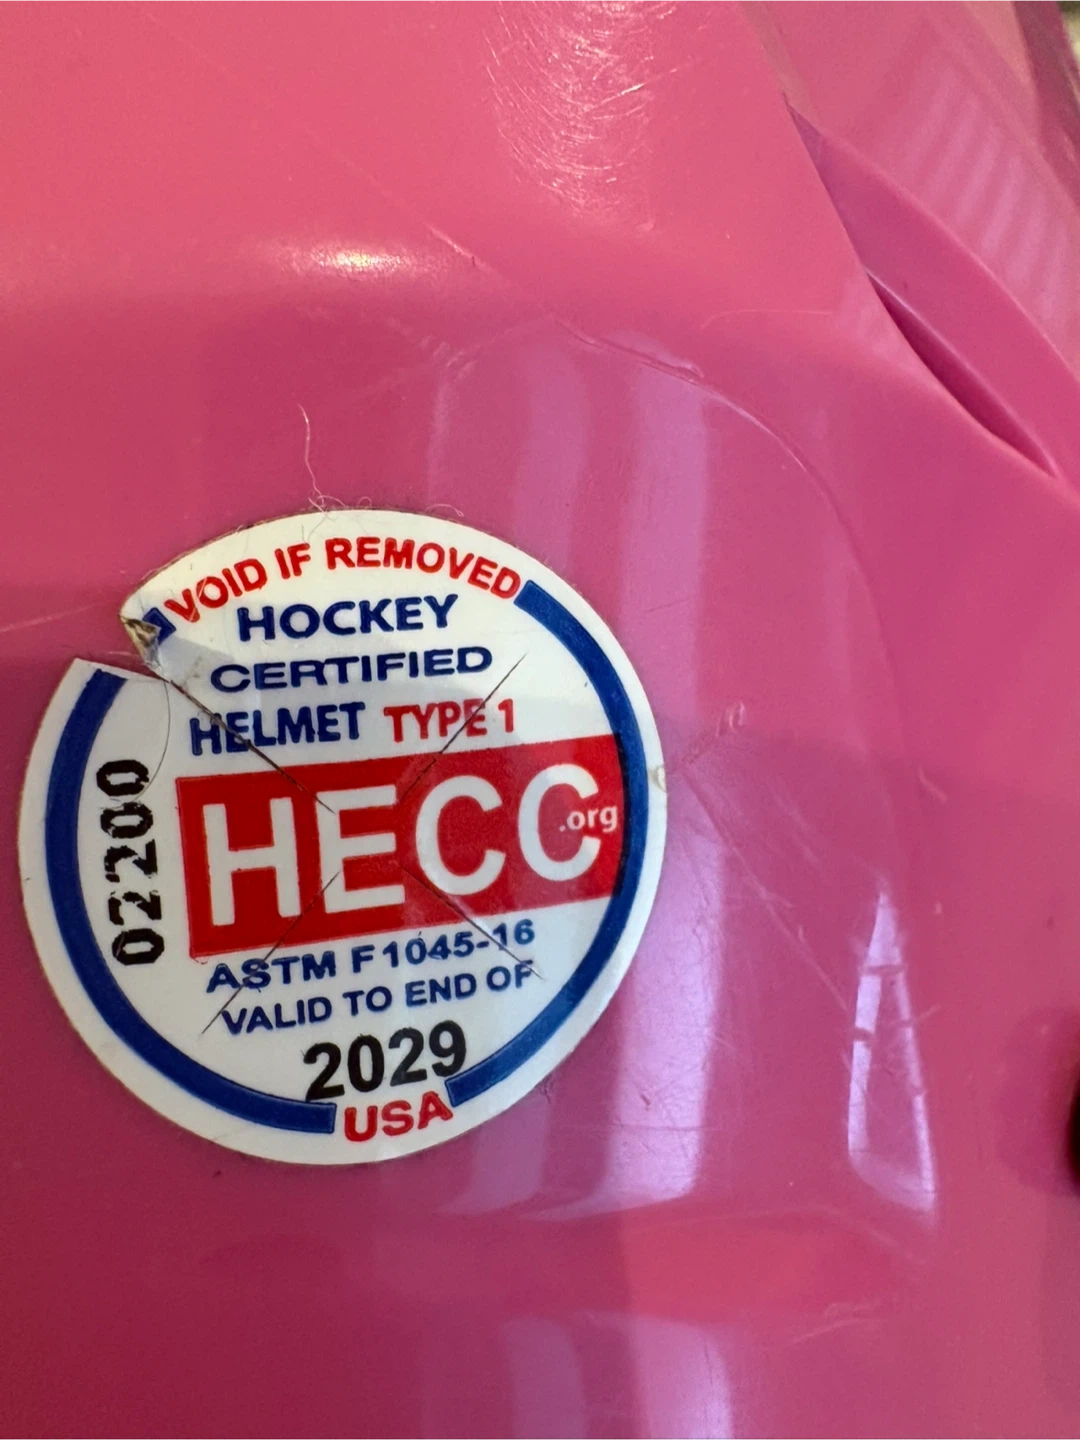 VOID IF REMOVED
HOCKEY
CERTIFIED
HELMET TYPE 1
HECC.org
02200
ASTM F 1045-16
VALID TO END OF
2029
USA